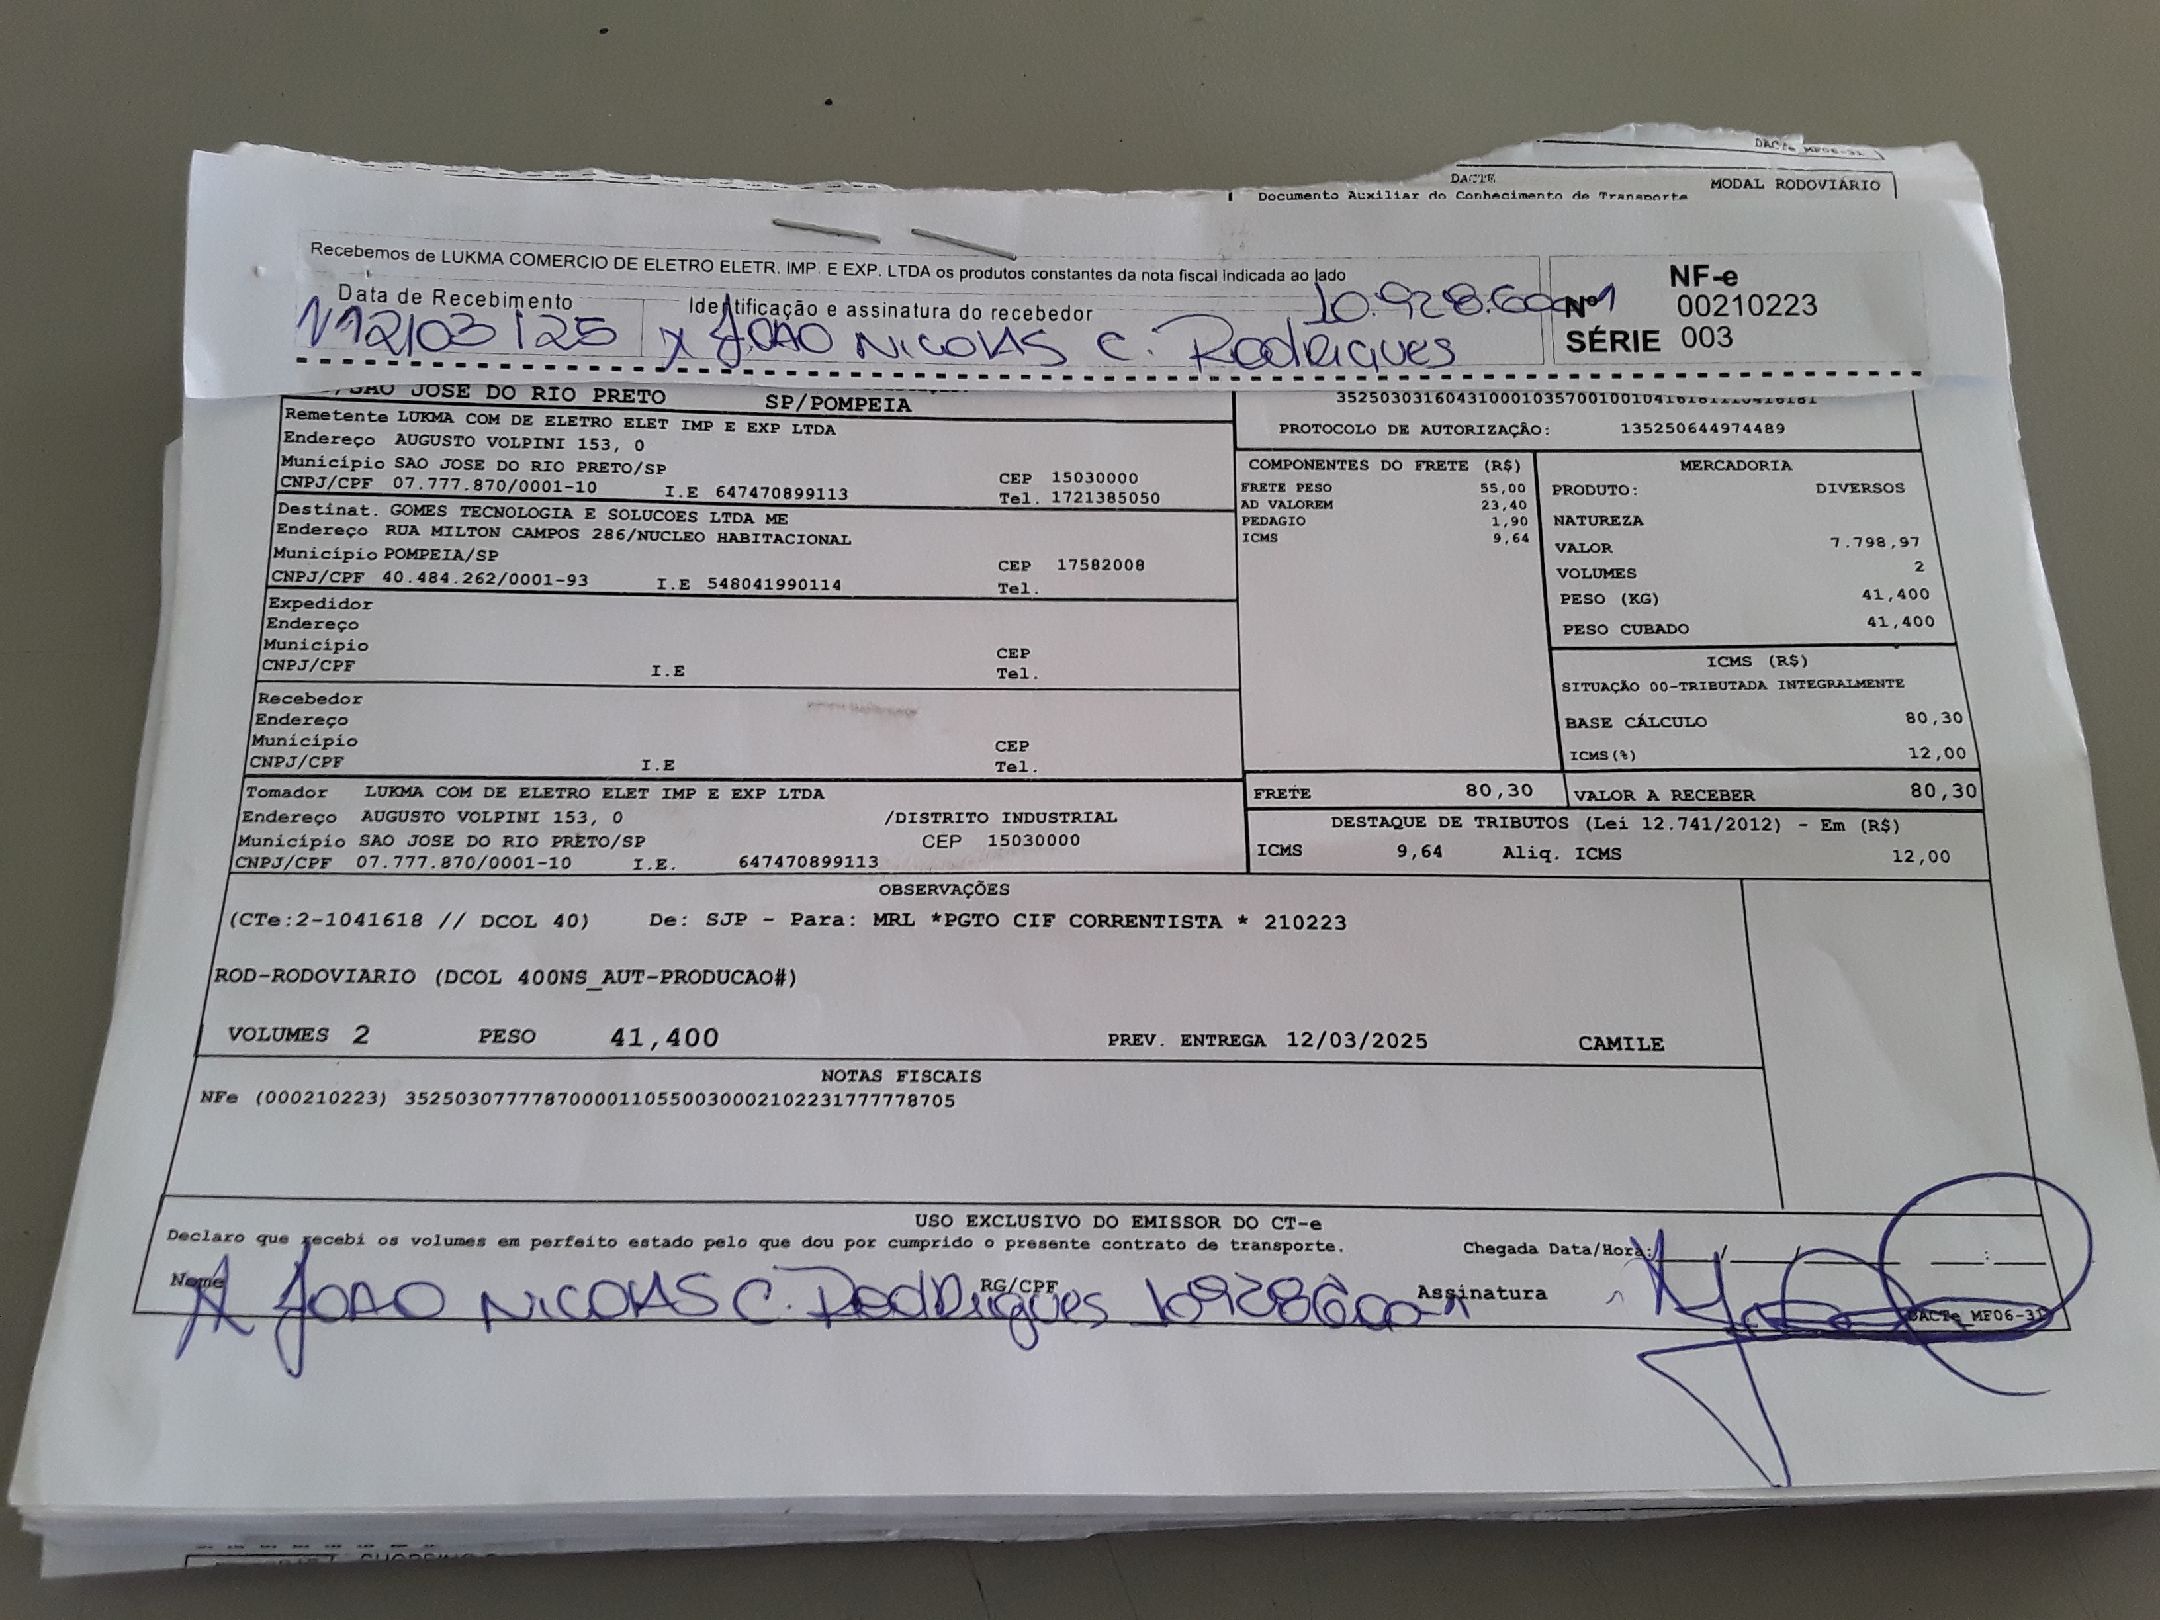 DACTE
Documento Auxiliar do Conhecimento de Transporte
MODAL RODOVIÁRIO
Recebemos de LUKMA COMERCIO DE ELETRO ELETR. IMP. E EXP. LTDA os produtos constantes da nota fiscal indicada ao lado
Data de Recebimento
Identificação e assinatura do recebedor
12/03/25
X JOAO NICOLAS C. Rodrigues
NF-e
Nº 00210223
SÉRIE 003
/SAO JOSE DO RIO PRETO SP/POMPEIA
Remetente LUKMA COM DE ELETRO ELET IMP E EXP LTDA
Endereço AUGUSTO VOLPINI 153, 0
Município SAO JOSE DO RIO PRETO/SP CEP 15030000
CNPJ/CPF 07.777.870/0001-10 I.E 647470899113 Tel. 1721385050
Destinat. GOMES TECNOLOGIA E SOLUCOES LTDA ME
Endereço RUA MILTON CAMPOS 286/NUCLEO HABITACIONAL
Município POMPEIA/SP CEP 17582008
CNPJ/CPF 40.484.262/0001-93 I.E 548041990114 Tel.
Expedidor
Endereço
Município CEP
CNPJ/CPF I.E Tel.
Recebedor
Endereço
Município CEP
CNPJ/CPF I.E Tel.
Tomador LUKMA COM DE ELETRO ELET IMP E EXP LTDA
Endereço AUGUSTO VOLPINI 153, 0 /DISTRITO INDUSTRIAL
Município SAO JOSE DO RIO PRETO/SP CEP 15030000
CNPJ/CPF 07.777.870/0001-10 I.E. 647470899113
PROTOCOLO DE AUTORIZAÇÃO: 135250644974489
COMPONENTES DO FRETE (R$)
FRETE PESO 55,00
AD VALOREM 23,40
PEDAGIO 1,90
ICMS 9,64
MERCADORIA
PRODUTO: DIVERSOS
NATUREZA
VALOR 7.798,97
VOLUMES 2
PESO (KG) 41,400
PESO CUBADO 41,400
ICMS (R$)
SITUAÇÃO 00-TRIBUTADA INTEGRALMENTE
BASE CÁLCULO 80,30
ICMS(%) 12,00
FRETE 80,30
VALOR A RECEBER 80,30
DESTAQUE DE TRIBUTOS (Lei 12.741/2012) - Em (R$)
ICMS 9,64 Aliq. ICMS 12,00
OBSERVAÇÕES
(CTe:2-1041618 // DCOL 40) De: SJP - Para: MRL *PGTO CIF CORRENTISTA * 210223
ROD-RODOVIARIO (DCOL 400NS_AUT-PRODUCAO#)
VOLUMES 2 PESO 41,400 PREV. ENTREGA 12/03/2025 CAMILE
NOTAS FISCAIS
NFe (000210223) 35250307777870000110550030002102231777778705
USO EXCLUSIVO DO EMISSOR DO CT-e
Declaro que recebi os volumes em perfeito estado pelo que dou por cumprido o presente contrato de transporte.
Chegada Data/Hora: / / :
Nome X JOAO NICOLAS C. Rodrigues RG/CPF Assinatura
DACTe_MF06-31